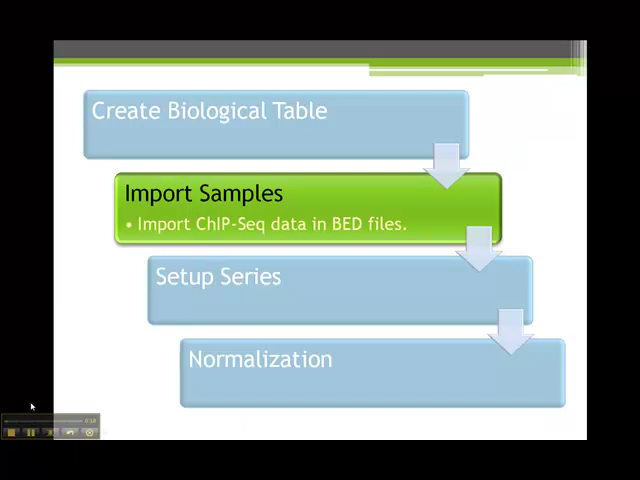 Create Biological Table
Import Samples
• Import ChIP-Seq data in BED files.
Setup Series
Normalization